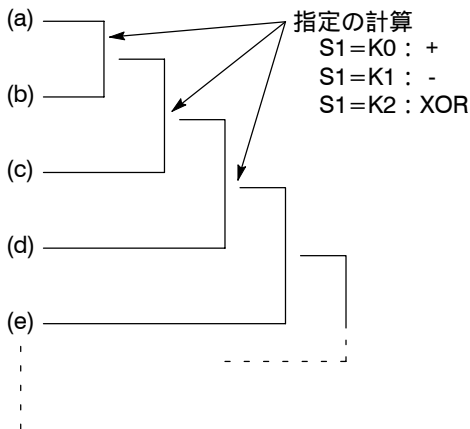 (a)
指定の計算
S1=K0 : +
(b)
S1=K1 : -
S1=K2 : XOR
(c)
(d)
(e)